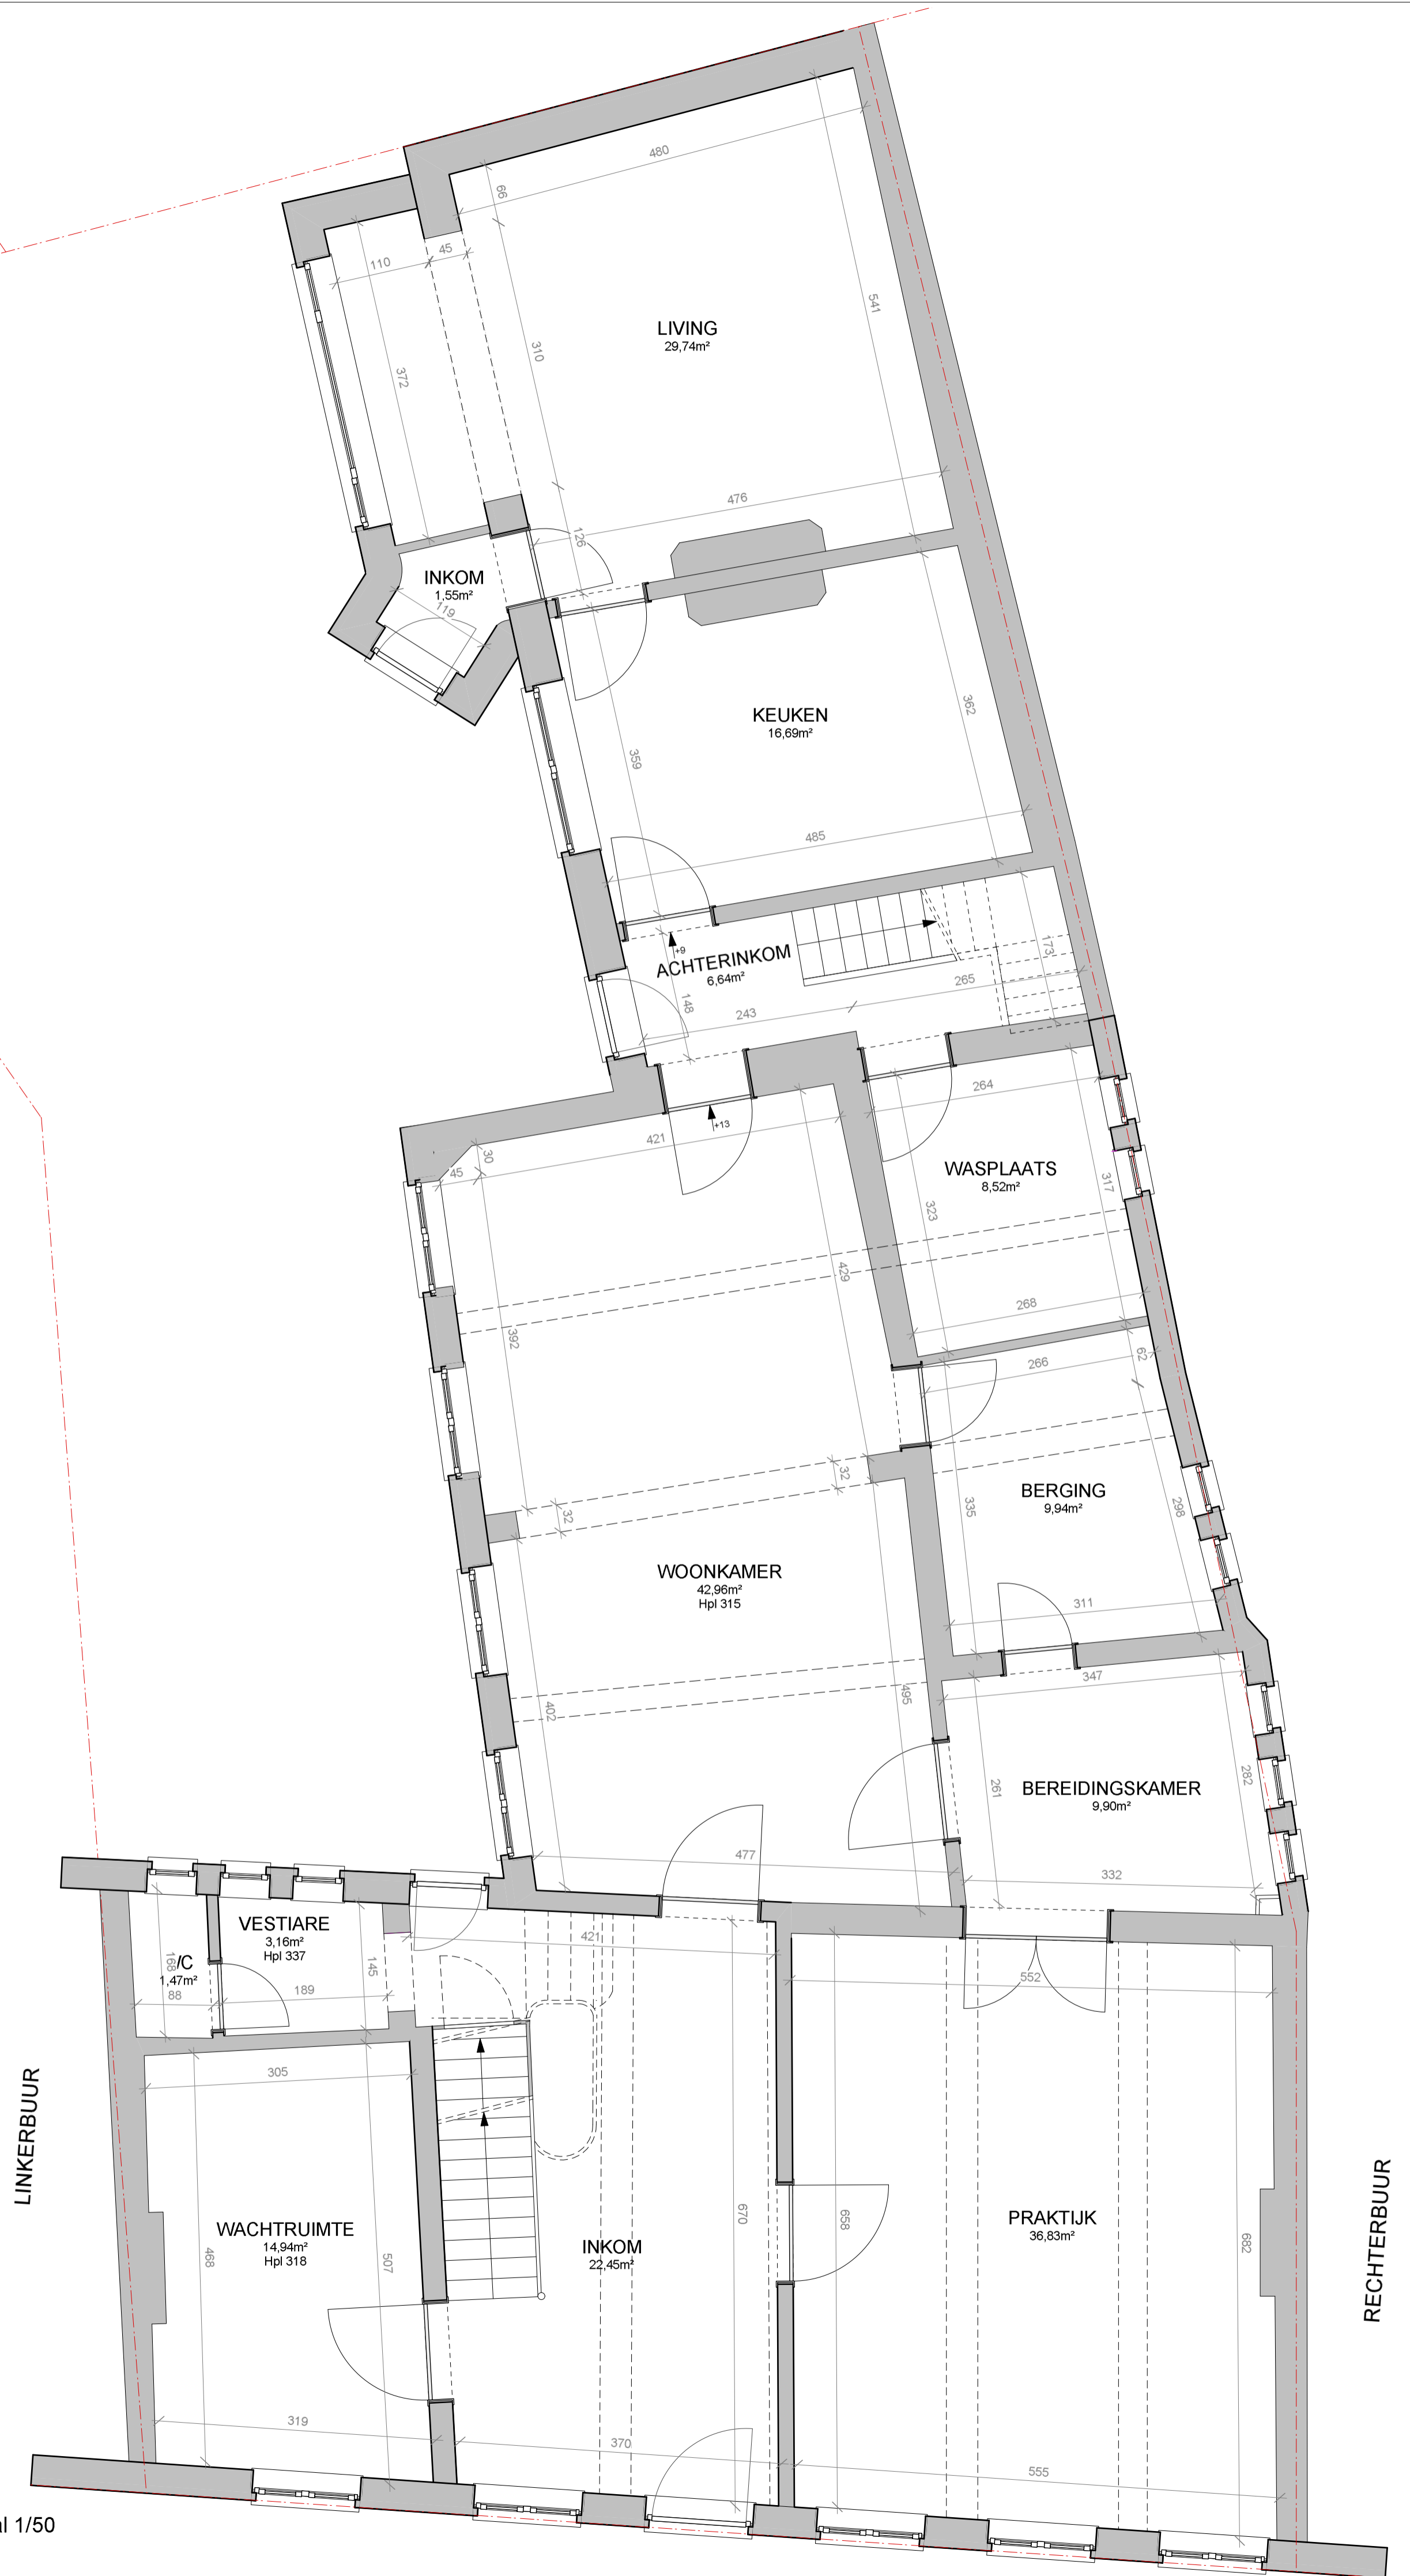 480
66
45
110
541
LIVING
29,74m²
310
372
476
126
INKOM
1,55m²
119
KEUKEN
16,69m²
362
359
485
+9
ACHTERINKOM
6,64m²
173
265
148
243
264
+13
421
30
45
WASPLAATS
8,52m²
317
323
429
268
392
62
266
32
32
BERGING
9,94m²
335
298
WOONKAMER
42,96m²
Hpl 315
311
347
495
402
282
BEREIDINGSKAMER
9,90m²
261
477
332
VESTIARE
3,16m²
Hpl 337
421
168
/C
1,47m²
145
552
88
189
305
LINKERBUUR
670
658
PRAKTIJK
36,83m²
682
RECHTERBUUR
WACHTRUIMTE
14,94m²
Hpl 318
468
507
INKOM
22,45m²
319
370
555
al 1/50